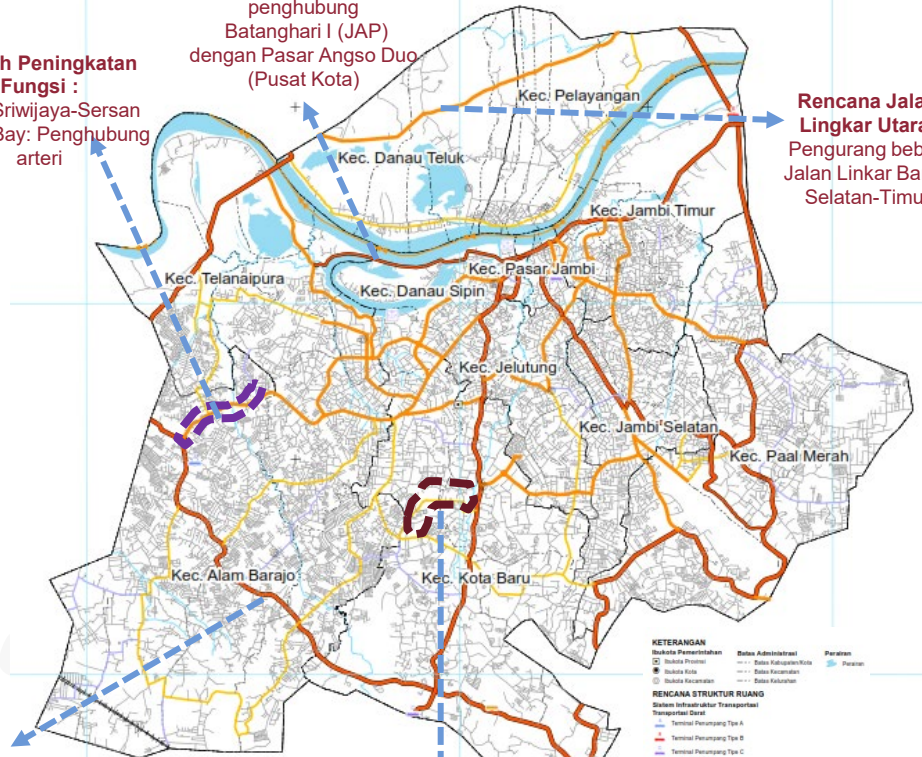 penghubung
Batanghari I (JAP)
dengan Pasar Angso Duo
(Pusat Kota)
h Peningkatan
Fungsi :
Sriwijaya-Sersan
Bay: Penghubung
arteri
Rencana Jala
Lingkar Utara
Pengurang beb
Jalan Linkar Ba
Selatan-Timu
Kec. Pelayangan
Kec. Danau Teluk
Kec. Jambi Timur
Kec. Telanaipura
Kec. Pasar Jambi
Kec. Danau Sipin
Kec. Jelutung
Kec. Jambi Selatan
Kec. Paal Merah
Kec. Alam Barajo
Kec. Kota Baru
KETERANGAN
Ibukota Pemerintahan
Ibukota Provinsi
Ibukota Kota
Ibukota Kecamatan
Batas Administrasi
Batas Kabupaten/Kota
Batas Kecamatan
Batas Kelurahan
Perairan
Perairan
RENCANA STRUKTUR RUANG
Sistem Infrastruktur Transportasi
Transportasi Darat
Terminal Penumpang Tipe A
Terminal Penumpang Tipe B
Terminal Penumpang Tipe C